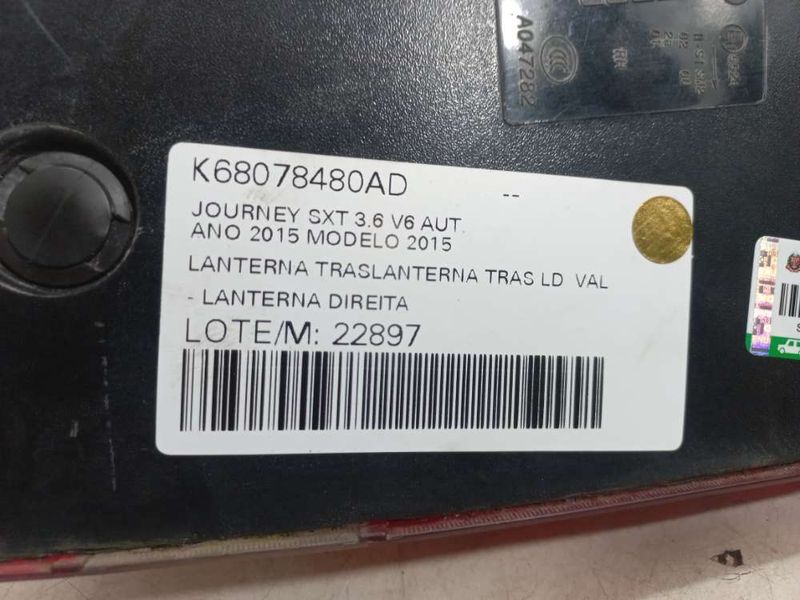 A047282
RR
K68078480AD --
JOURNEY SXT 3.6 V6 AUT.
ANO 2015 MODELO 2015
LANTERNA TRASLANTERNA TRAS LD VAL
- LANTERNA DIREITA
LOTE/M: 22897